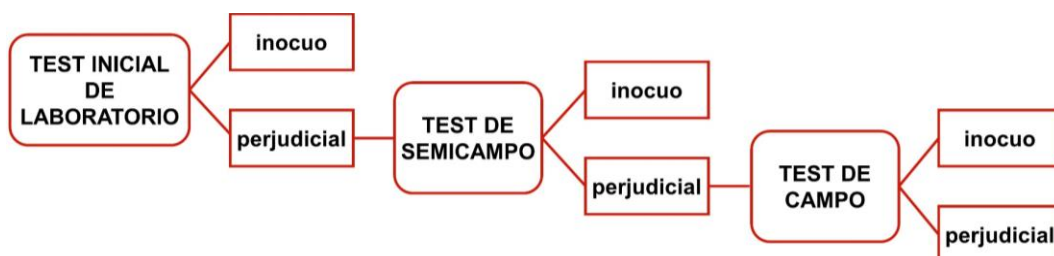 TEST INICIAL
DE
LABORATORIO
inocuo
perjudicial
TEST DE
SEMICAMPO
inocuo
perjudicial
TEST DE
CAMPO
inocuo
perjudicial